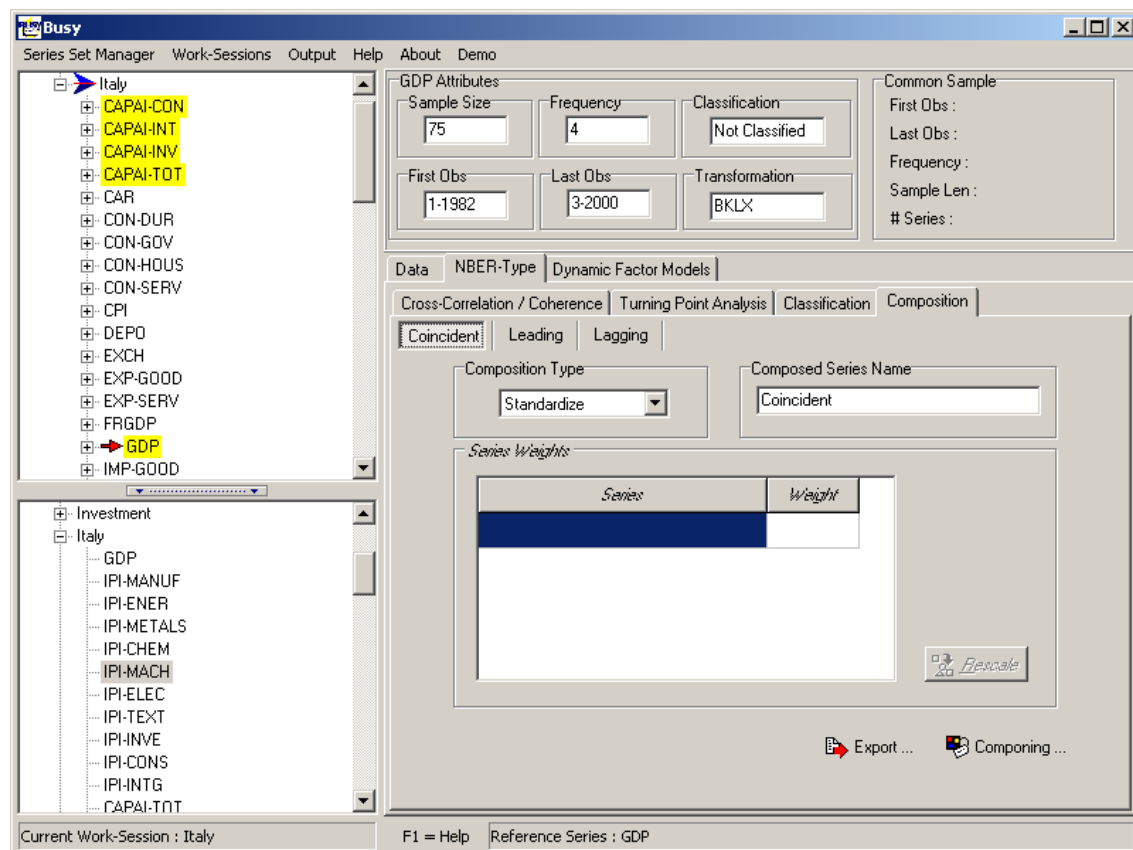 Busy
Series Set Manager Work-Sessions Output Help About Demo
Italy
CAPAI-CON
CAPAI-INT
CAPAI-INV
CAPAI-TOT
CAR
CON-DUR
CON-GOV
CON-HOUS
CON-SERV
CPI
DEPO
EXCH
EXP-GOOD
EXP-SERV
FRGDP
GDP
IMP-GOOD
Investment
Italy
GDP
IPI-MANUF
IPI-ENER
IPI-METALS
IPI-CHEM
IPI-MACH
IPI-ELEC
IPI-TEXT
IPI-INVE
IPI-CONS
IPI-INTG
CAPAI-TOT
GDP Attributes
Sample Size Frequency Classification
75 4 Not Classified
First Obs Last Obs Transformation
1-1982 3-2000 BKLX
Common Sample
First Obs :
Last Obs :
Frequency :
Sample Len :
# Series :
Data NBER-Type Dynamic Factor Models
Cross-Correlation / Coherence Turning Point Analysis Classification Composition
Coincident Leading Lagging
Composition Type Composed Series Name
Standardize Coincident
Series Weights
Series Weight
Rescale
Export ... Componing ...
Current Work-Session : Italy F1 = Help Reference Series : GDP